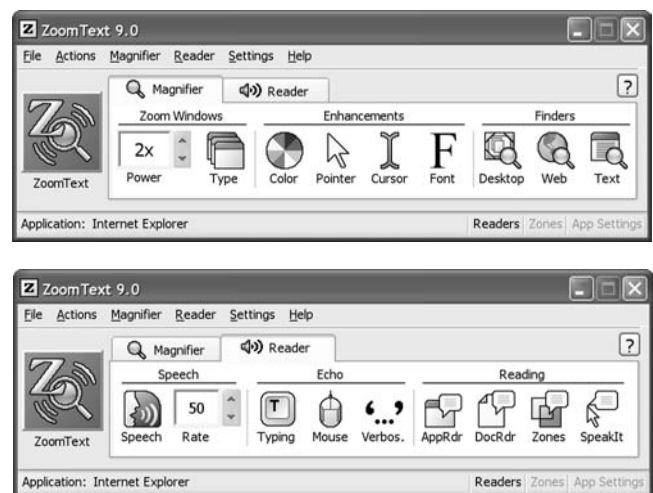 Z ZoomText 9.0
File Actions Magnifier Reader Settings Help
Magnifier Reader ?
Zoom Windows Enhancements Finders
2x F
Power Type Color Pointer Cursor Font Desktop Web Text
ZoomText
Application: Internet Explorer Readers Zones App Settings
Z ZoomText 9.0
File Actions Magnifier Reader Settings Help
Magnifier Reader ?
Speech Echo Reading
50 T
Speech Rate Typing Mouse Verbos. AppRdr DocRdr Zones SpeakIt
ZoomText
Application: Internet Explorer Readers Zones App Settings